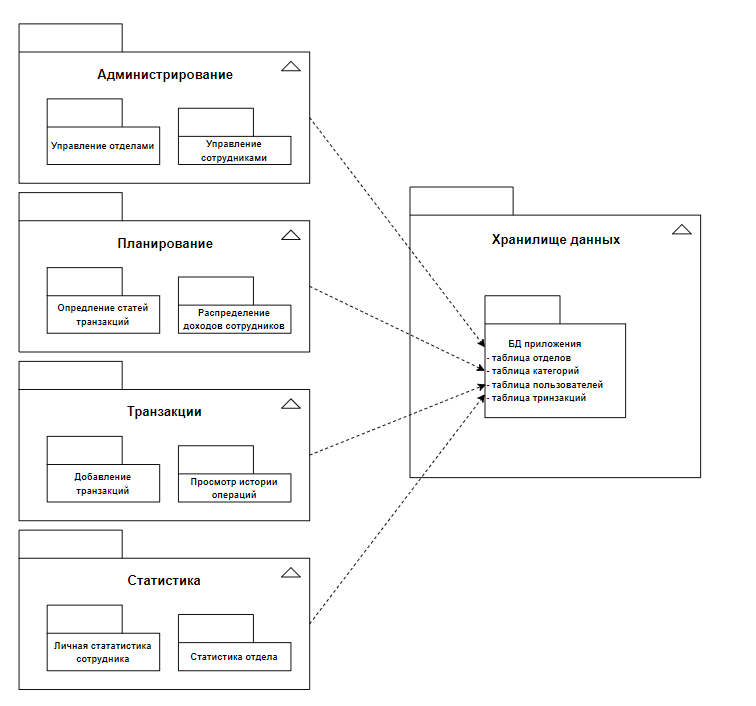 Администрирование
Управление отделами
Управление
сотрудниками
Планирование
Опредление статей
транзакций
Распределение
доходов сотрудников
Транзакции
Добавление
транзакций
Просмотр истории
операций
Статистика
Личная стататистика
сотрудника
Статистика отдела
Хранилище данных
БД приложения
- таблица отделов
- таблица категорий
- таблица пользователей
- таблица тринзакций